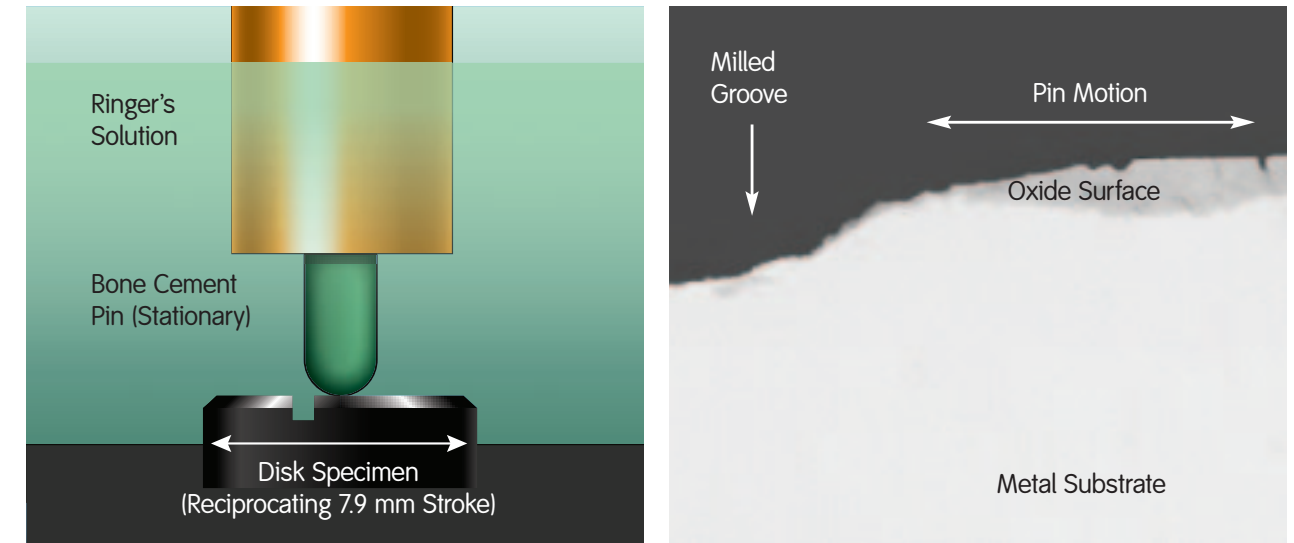 Ringer's
Solution
Bone Cement
Pin (Stationary)
Disk Specimen
(Reciprocating 7.9 mm Stroke)
Milled
Groove
Pin Motion
Oxide Surface
Metal Substrate